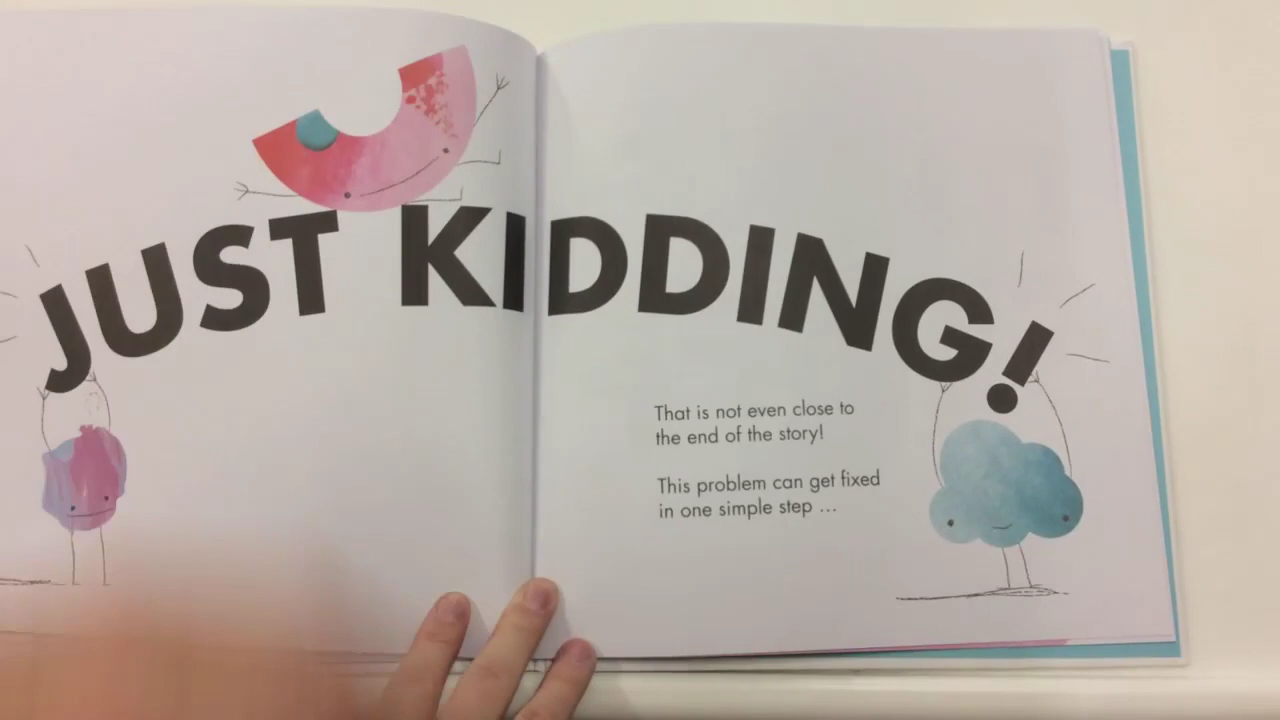 JUST KIDDING!
That is not even close to
the end of the story!
This problem can get fixed
in one simple step ...